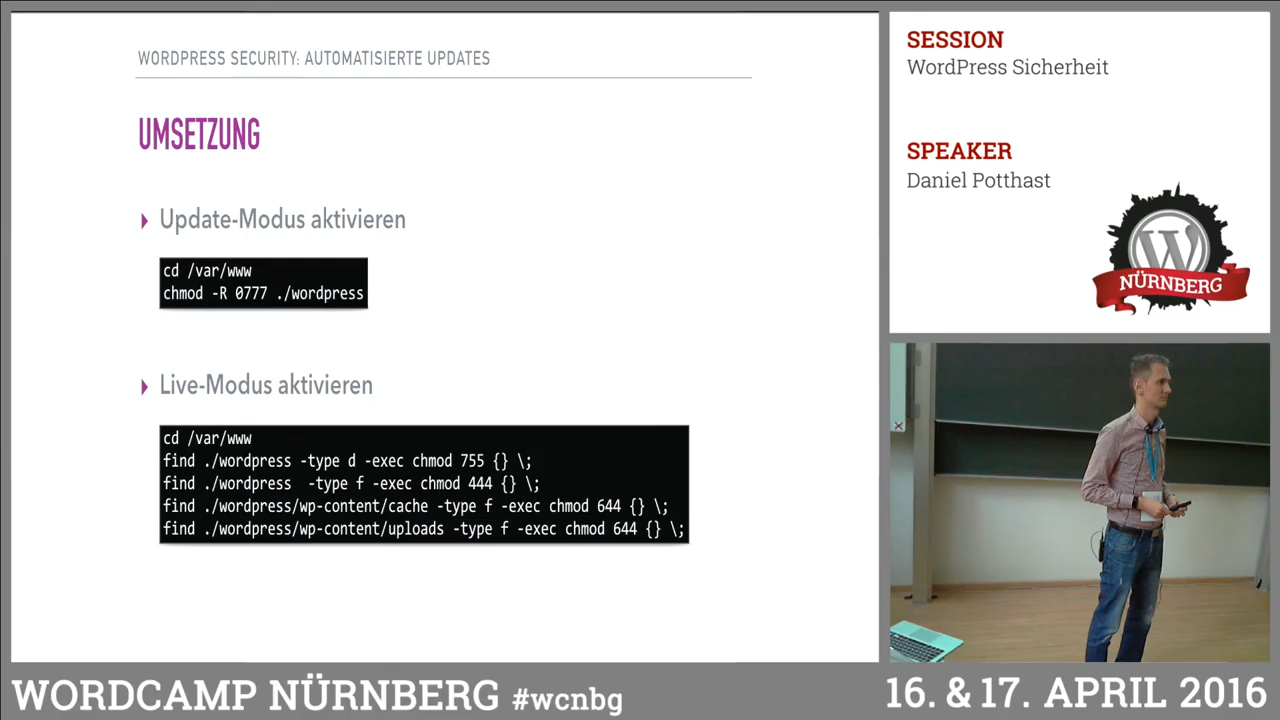 WORDPRESS SECURITY: AUTOMATISIERTE UPDATES
UMSETZUNG
Update-Modus aktivieren
cd /var/www
chmod -R 0777 ./wordpress
Live-Modus aktivieren
cd /var/www
find ./wordpress -type d -exec chmod 755 {} \;
find ./wordpress  -type f -exec chmod 444 {} \;
find ./wordpress/wp-content/cache -type f -exec chmod 644 {} \;
find ./wordpress/wp-content/uploads -type f -exec chmod 644 {} \;
SESSION
WordPress Sicherheit
SPEAKER
Daniel Potthast
W
NÜRNBERG
WORDCAMP NÜRNBERG #wcnbg
16. & 17. APRIL 2016